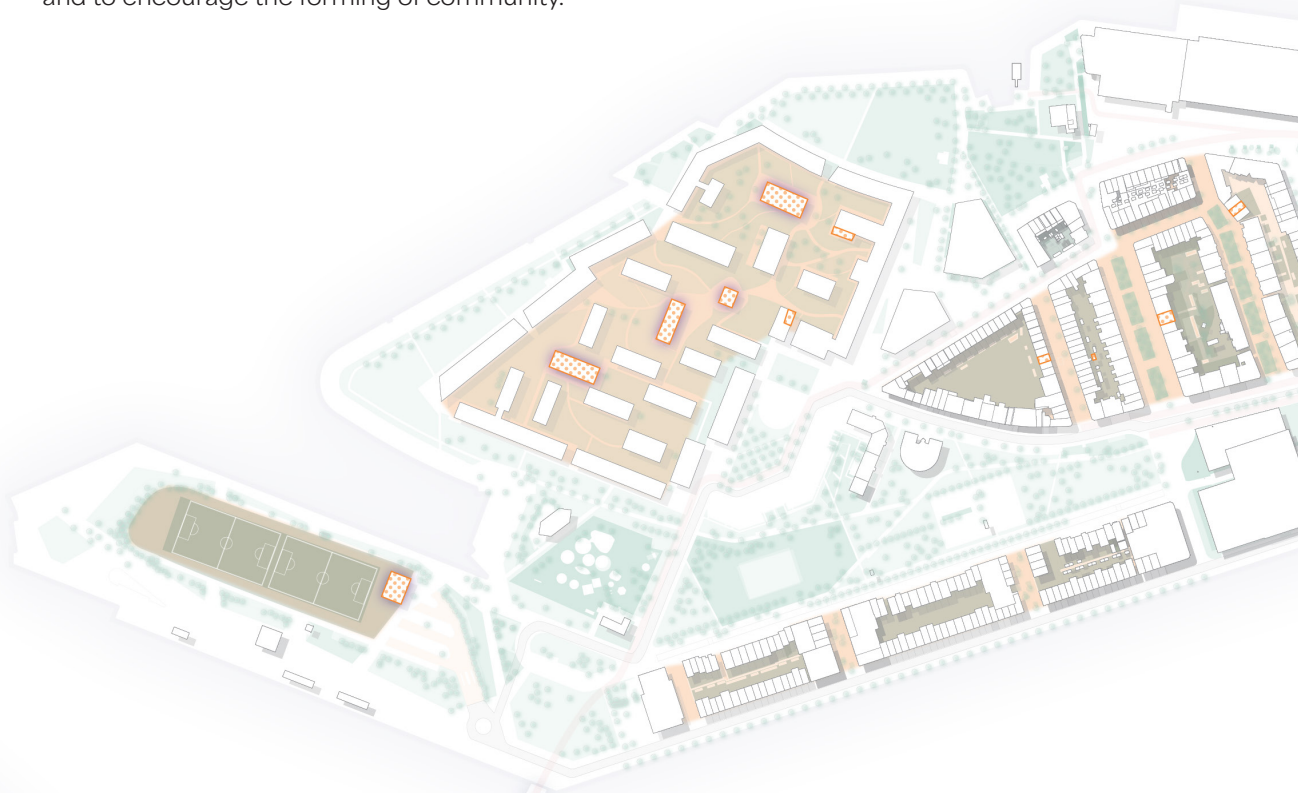 and to encourage the forming of community.